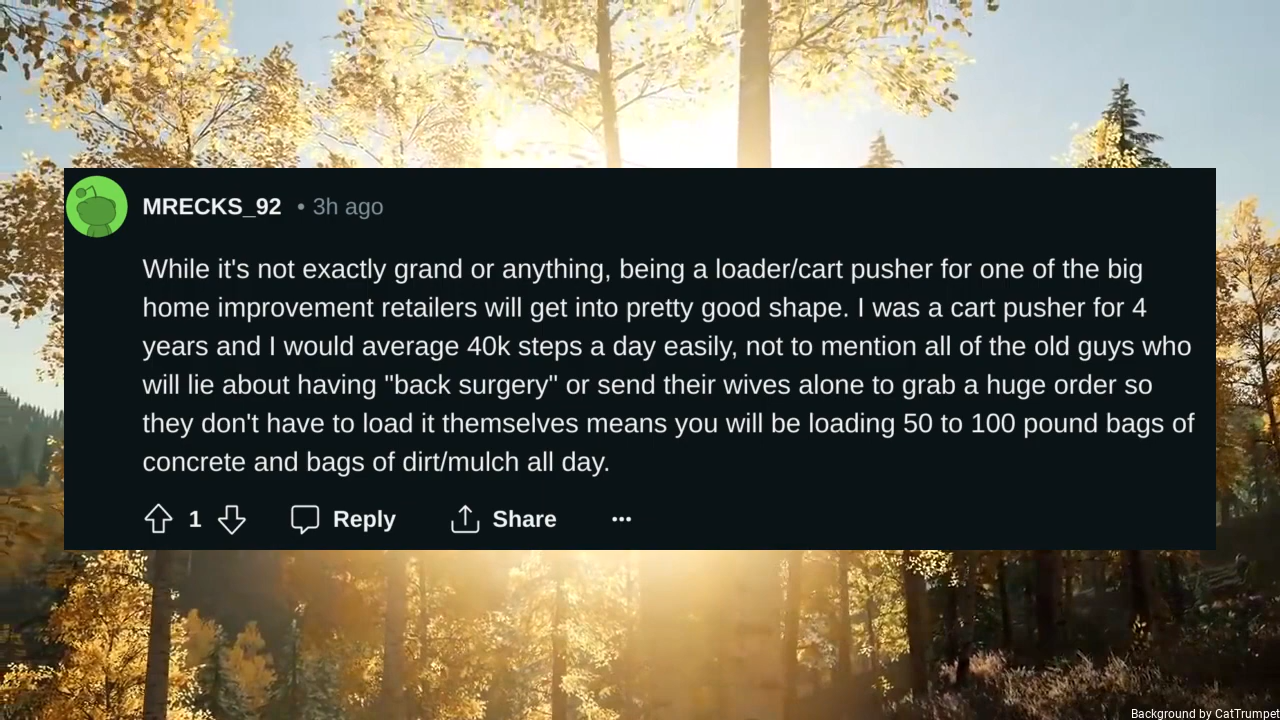 MRECKS_92 • 3h ago
While it's not exactly grand or anything, being a loader/cart pusher for one of the big
home improvement retailers will get into pretty good shape. I was a cart pusher for 4
years and I would average 40k steps a day easily, not to mention all of the old guys who
will lie about having "back surgery" or send their wives alone to grab a huge order so
they don't have to load it themselves means you will be loading 50 to 100 pound bags of
concrete and bags of dirt/mulch all day.
1 Reply Share ...
Background by CatTrumpet